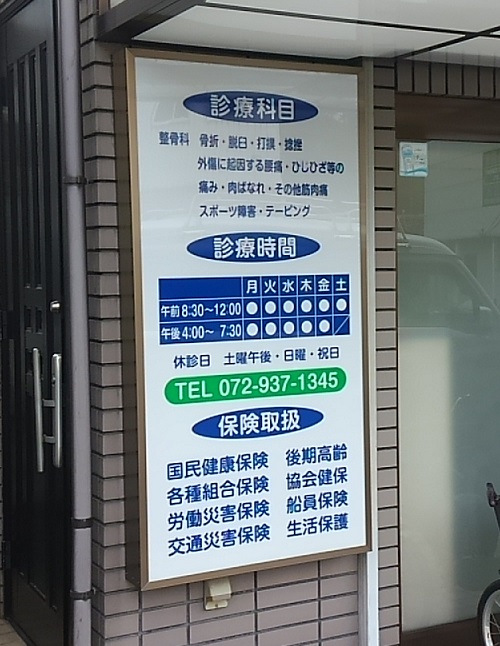 診療科目
整骨科 骨折・脱臼・打撲・捻挫
外傷に起因する腰痛・ひじひざ等の
痛み・肉ばなれ・その他筋肉痛
スポーツ障害・テーピング
診療時間
月 火 水 木 金 土
午前 8:30〜12:00 ● ● ● ● ● ●
午後 4:00〜 7:30 ● ● ● ● ● ／
休診日 土曜午後・日曜・祝日
TEL 072-937-1345
保険取扱
国民健康保険 後期高齢
各種組合保険 協会健保
労働災害保険 船員保険
交通災害保険 生活保護